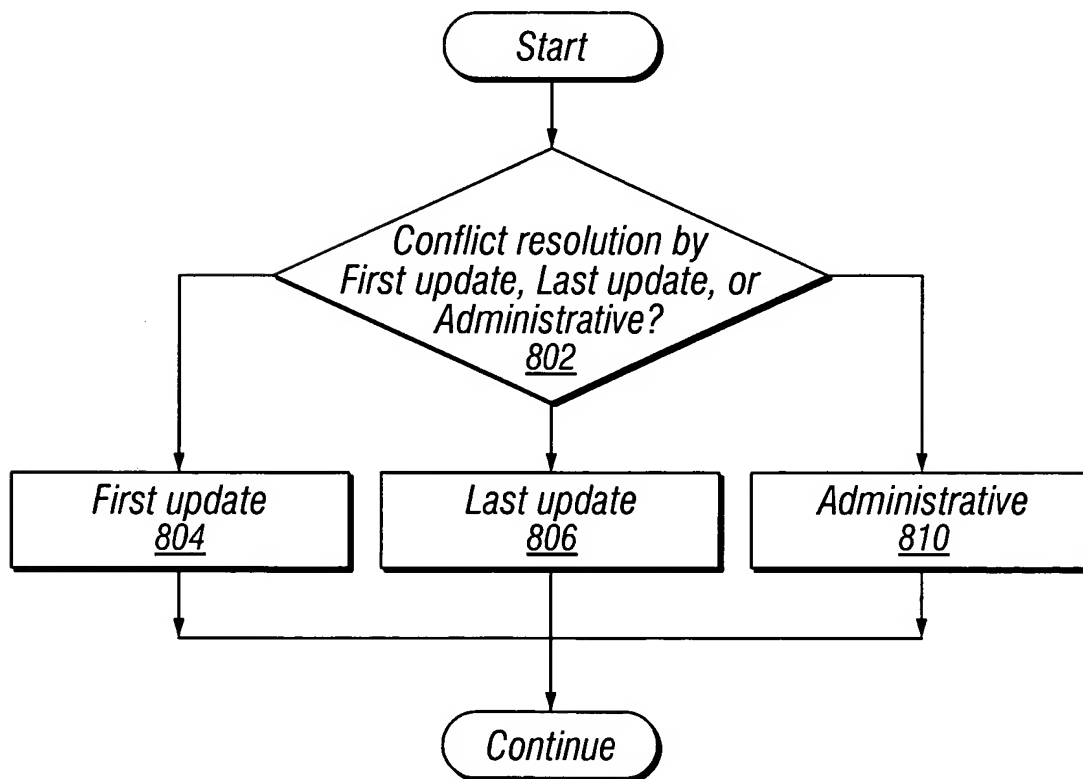 Start
Conflict resolution by
First update, Last update, or
Administrative?
802
First update
804
Last update
806
Administrative
810
Continue